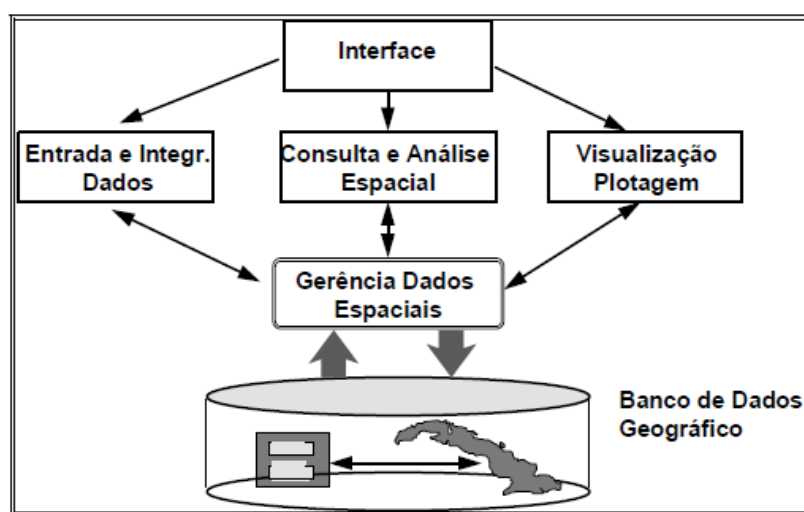 Interface
Entrada e Integr.
Dados
Consulta e Análise
Espacial
Visualização
Plotagem
Gerência Dados
Espaciais
Banco de Dados
Geográfico